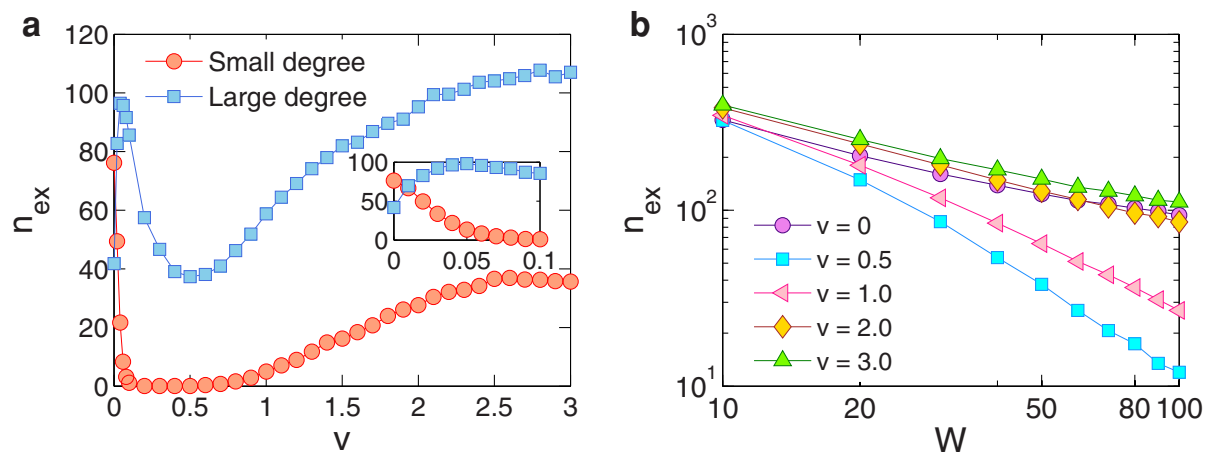 a
120
100
80
60
40
20
0
n_ex
Small degree
Large degree
100
50
0
0 0.05 0.1
0 0.5 1 1.5 2 2.5 3
v
b
10^3
10^2
10^1
n_ex
v = 0
v = 0.5
v = 1.0
v = 2.0
v = 3.0
10 20 50 80 100
W